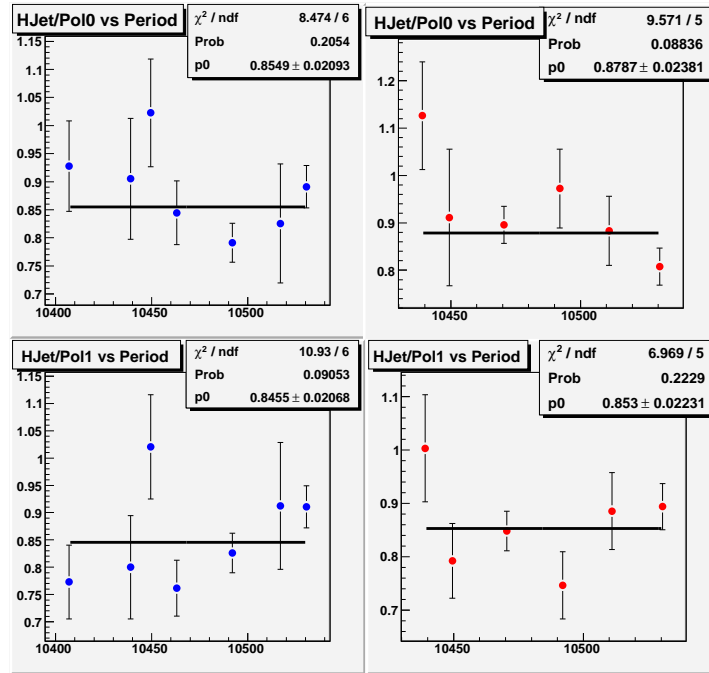 HJet/Pol0 vs Period
χ² / ndf 8.474 / 6
Prob 0.2054
p0 0.8549 ± 0.02093
1.15
1.1
1.05
1
0.95
0.9
0.85
0.8
0.75
0.7
10400 10450 10500
HJet/Pol0 vs Period
χ² / ndf 9.571 / 5
Prob 0.08836
p0 0.8787 ± 0.02381
1.2
1.1
1
0.9
0.8
10450 10500
HJet/Pol1 vs Period
χ² / ndf 10.93 / 6
Prob 0.09053
p0 0.8455 ± 0.02068
1.15
1.1
1.05
1
0.95
0.9
0.85
0.8
0.75
0.7
10400 10450 10500
HJet/Pol1 vs Period
χ² / ndf 6.969 / 5
Prob 0.2229
p0 0.853 ± 0.02231
1.1
1
0.9
0.8
0.7
10450 10500